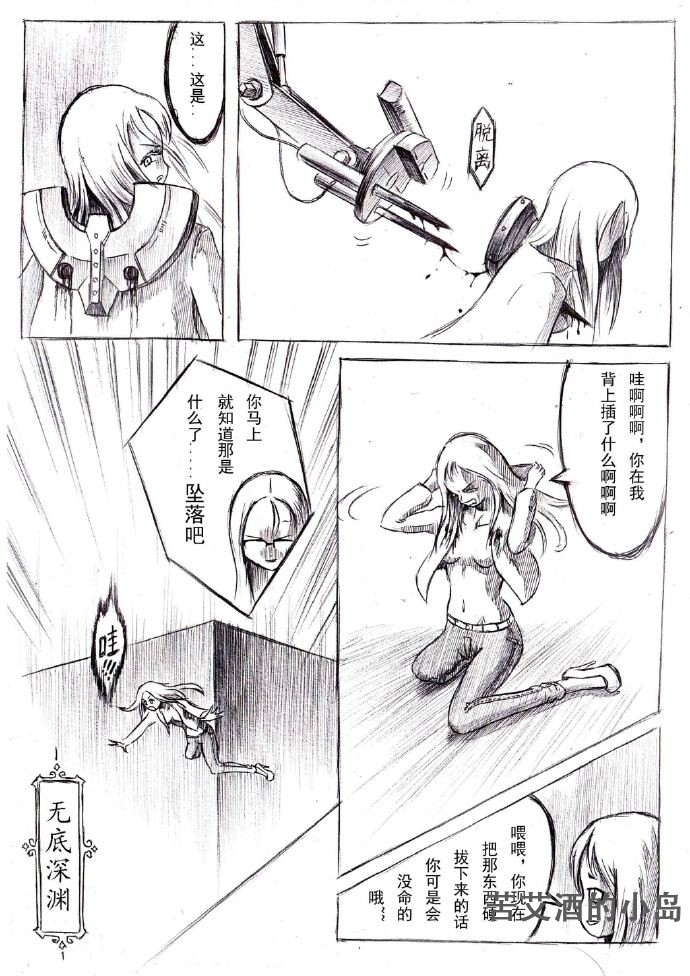 脱离
这...
这是..
哇啊啊啊，你在我
背上插了什么啊啊啊
喂喂，你现在
把那东西硬
拔下来的话
你可是会
没命的
哦~
你马上
就知道那是
什么了....坠落吧
哇!!!
无底深渊
苦艾酒的小岛